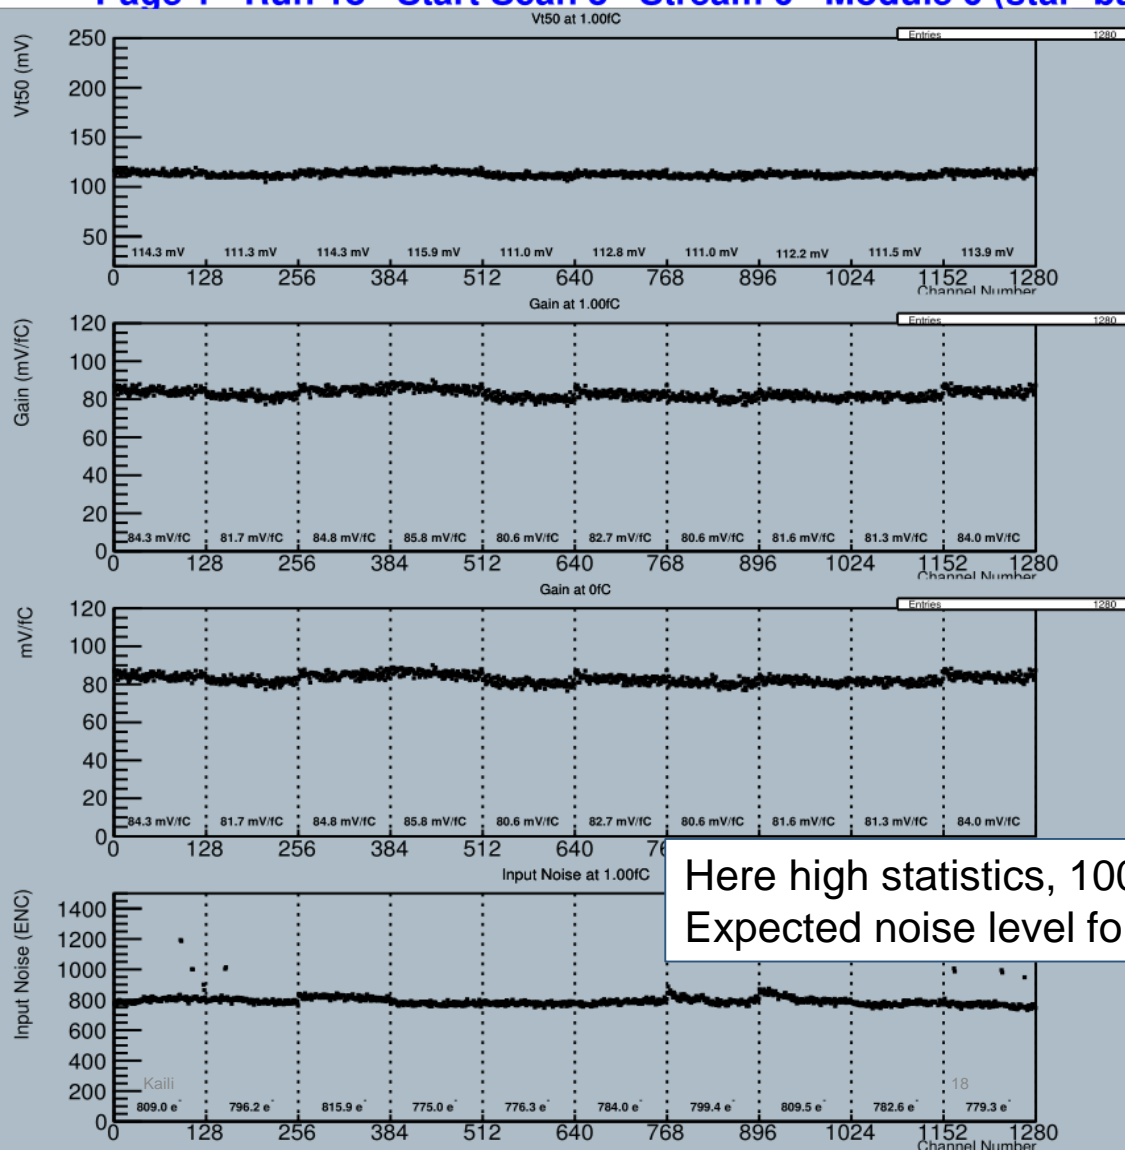 Vt50 at 1.00fC
Entries 1280
Vt50 (mV)
250
200
150
100
50
114.3 mV 111.3 mV 114.3 mV 115.9 mV 111.0 mV 112.8 mV 111.0 mV 112.2 mV 111.5 mV 113.9 mV
0 128 256 384 512 640 768 896 1024 1152 1280
Channel Number
Gain at 1.00fC
Entries 1280
Gain (mV/fC)
120
100
80
60
40
20
0
84.3 mV/fC 81.7 mV/fC 84.8 mV/fC 85.8 mV/fC 80.6 mV/fC 82.7 mV/fC 80.6 mV/fC 81.6 mV/fC 81.3 mV/fC 84.0 mV/fC
0 128 256 384 512 640 768 896 1024 1152 1280
Channel Number
Gain at 0fC
Entries 1280
mV/fC
120
100
80
60
40
20
0
84.3 mV/fC 81.7 mV/fC 84.8 mV/fC 85.8 mV/fC 80.6 mV/fC 82.7 mV/fC 80.6 mV/fC 81.6 mV/fC 81.3 mV/fC 84.0 mV/fC
0 128 256 384 512 640
Input Noise at 1.00fC
Here high statistics, 100
Expected noise level
Input Noise (ENC)
1400
1200
1000
800
600
400
200
0
Kaili 18
809.0 e⁻ 796.2 e⁻ 815.9 e⁻ 775.0 e⁻ 776.3 e⁻ 784.0 e⁻ 799.4 e⁻ 809.5 e⁻ 782.6 e⁻ 779.3 e⁻
0 128 256 384 512 640 768 896 1024 1152 1280
Channel Number